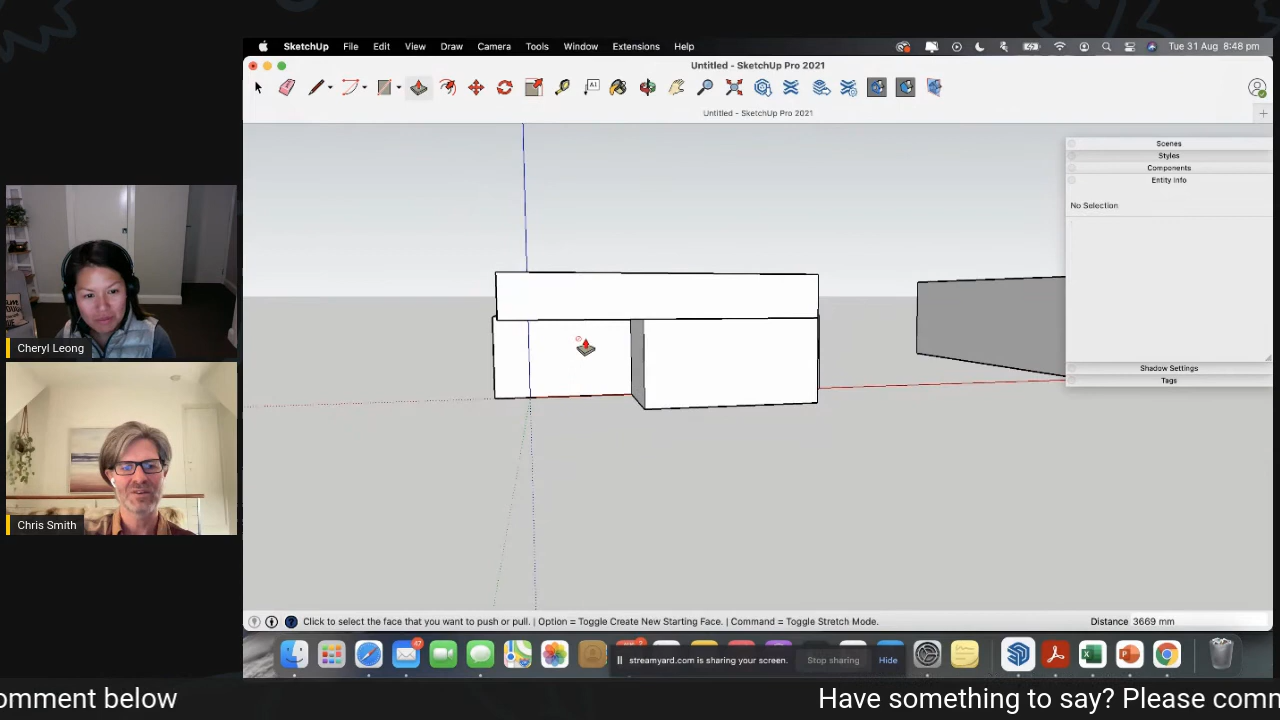 SketchUp File Edit View Draw Camera Tools Window Extensions Help Tue 31 Aug 8:48 pm
Untitled - SketchUp Pro 2021
Untitled - SketchUp Pro 2021
Scenes
Styles
Components
Entity Info
No Selection
Cheryl Leong
Shadow Settings
Tags
Chris Smith
Click to select the face that you want to push or pull. | Option = Toggle Create New Starting Face. | Command = Toggle Stretch Mode. Distance 3669 mm
streamyard.com is sharing your screen. Stop sharing Hide
omment below Have something to say? Please comm